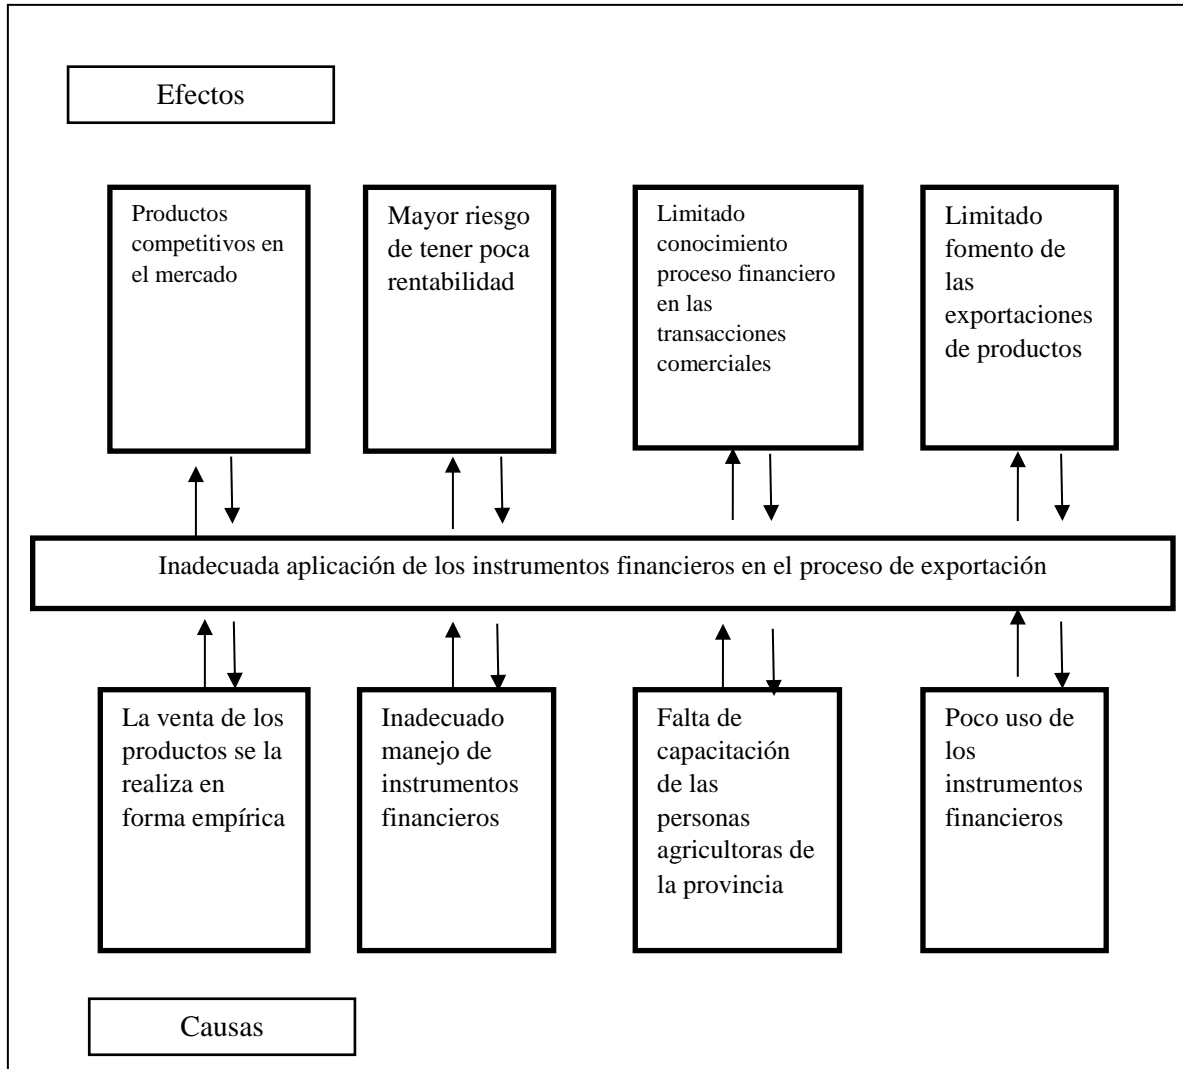 Efectos
Productos
competitivos en
el mercado
Mayor riesgo
de tener poca
rentabilidad
Limitado
conocimiento
proceso financiero
en las
transacciones
comerciales
Limitado
fomento de
las
exportaciones
de productos
Inadecuada aplicación de los instrumentos financieros en el proceso de exportación
La venta de los
productos se la
realiza en
forma empírica
Inadecuado
manejo de
instrumentos
financieros
Falta de
capacitación
de las
personas
agricultoras de
la provincia
Poco uso de
los
instrumentos
financieros
Causas